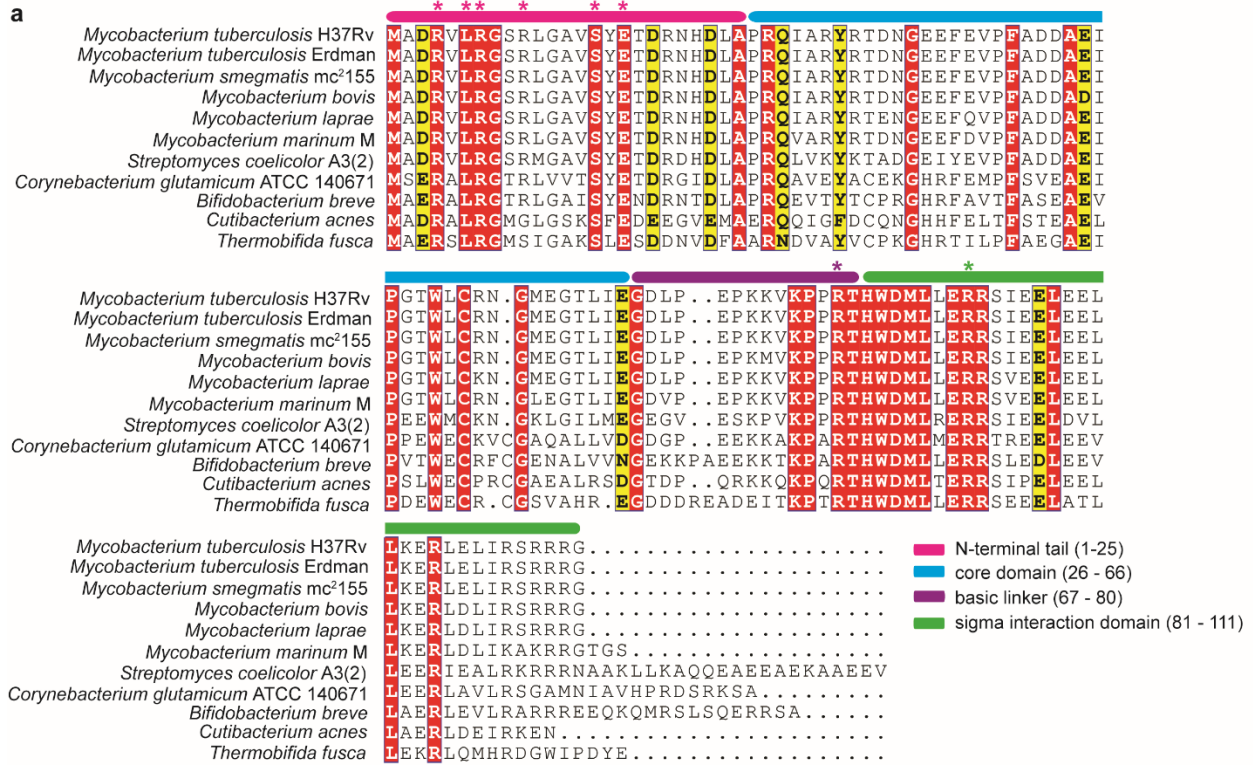 a
* ** * * *
Mycobacterium tuberculosis H37Rv MADRVLRGSRLGAVSYETDRNHDLAPRQIARYRTDNGEEFEVPFADDAEI
Mycobacterium tuberculosis Erdman MADRVLRGSRLGAVSYETDRNHDLAPRQIARYRTDNGEEFEVPFADDAEI
Mycobacterium smegmatis mc²155 MADRVLRGSRLGAVSYETDRNHDLAPRQIARYRTDNGEEFEVPFADDAEI
Mycobacterium bovis MADRVLRGSRLGAVSYETDRNHDLAPRQIARYRTDNGEEFEVPFADDADI
Mycobacterium laprae MADRVLRGSRLGAVSYETDRNHDLAPRQIARYRTDNGEEFDVPFADDAEI
Mycobacterium marinum M MADRVLRGSRLGAVSYETDRNHDLAPRQVARYRTDNGEEFEVPFADDAEI
Streptomyces coelicolor A3(2) MADRVLRGSRMGAVSYETDRDHDLAPRQLVKYKTADGEIYEVPFADDAEI
Corynebacterium glutamicum ATCC 140671 MSERALRGTRLVVTSYETDRGIDLAPRQAVEYACEKGHRFEMPFSVEAEI
Bifidobacterium breve MAERALRGTRLGAISYENDRNTDLAPRQEVTYTCPRGHRFAVTFASEAEV
Cutibacterium acnes MADRALRGMGLGSKSFEDEEGVEMAERQQIGFDCQNGHHFELTFSTEAEL
Thermobifida fusca MAERSLRGMSIGAKSLESDDNVDFAARNDVAYVCPKGHRTILPFAEGAEI
* *
Mycobacterium tuberculosis H37Rv PGTWLCRN.GMEGTLIEGDLP..EPKKVKPPRTHWDMLLERRSIEELEEL
Mycobacterium tuberculosis Erdman PGTWLCRN.GMEGTLIEGDLP..EPKKVKPPRTHWDMLLERRSIEELEEL
Mycobacterium smegmatis mc²155 PGTWLCRN.GMEGTLIEGDLP..EPKKVKPPRTHWDMLLERRSIEELEEL
Mycobacterium bovis PGTWLCRN.GMEGTLIEGDLP..EPKMVKPPRTHWDMLLERRSIEELEEL
Mycobacterium laprae PGTWLCKN.GMEGTLIEGDLP..EPKKVKPPRTHWDMLLERRSVEELEEL
Mycobacterium marinum M PGTWLCRN.GLEGTLIEGDVP..EPKKVKPPRTHWDMLLERRSIEELEEL
Streptomyces coelicolor A3(2) PEEWMCKN.GKLGILMEGEGV..ESKPVKPPRTHWDMLRERRSIEELDVL
Corynebacterium glutamicum ATCC 140671 PPEWECKVCGAQALLVDGDGP..EEKKAKPARTHWDMLMERRTREELEEV
Bifidobacterium breve PVTWECRFCGENALVVNGEKKPAEEKKTKPARTHWDMLLERRSLEDLEEV
Cutibacterium acnes PSLWECPRCGAEALRSDGTDP..QRKKQKPQRTHWDMLLERRSEEELEEV
Thermobifida fusca PDEWECR.CGSVAHR.EGDDDREADEITKPTRTHWDMLLERRSEEELATL
Mycobacterium tuberculosis H37Rv LKERLELIRSRRRG.....................
Mycobacterium tuberculosis Erdman LKERLELIRSRRRG.....................
Mycobacterium smegmatis mc²155 LKERLELIRSRRRG.....................
Mycobacterium bovis LKERLDLIRSRRRG.....................
Mycobacterium laprae LKERLDLIRSRRRG.....................
Mycobacterium marinum M LKERLDLIKAKRRGTGS..................
Streptomyces coelicolor A3(2) LEERIEALRKRRRNAAKLLKAQQEAEEAEKAAEEV
Corynebacterium glutamicum ATCC 140671 LEERLAVLRSGAMNIAVHPRDSRKSA.........
Bifidobacterium breve LAERLEVLRARRREEQKQMRSLSQERRSA......
Cutibacterium acnes LAERLDEIRKEN.......................
Thermobifida fusca LEKRLQMHRDGWIPDYE..................
N-terminal tail (1-25)
core domain (26 - 66)
basic linker (67 - 80)
sigma interaction domain (81 - 111)